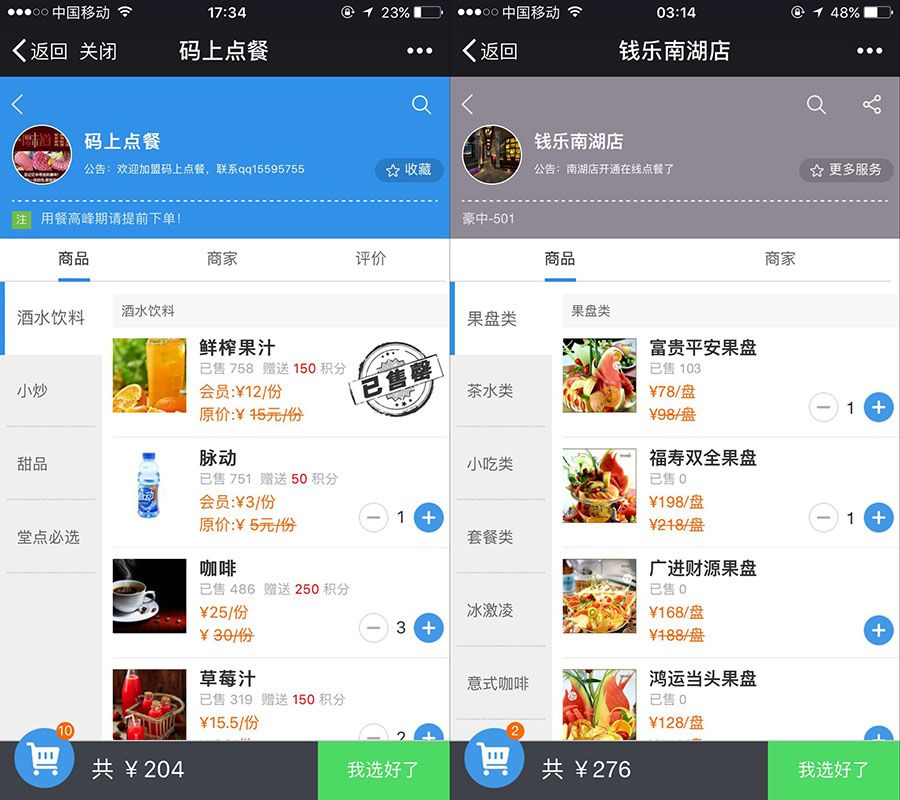 中国移动
17:34
23%
返回 关闭
码上点餐
码上点餐
公告：欢迎加盟码上点餐，联系qq15595755
收藏
注 用餐高峰期请提前下单！
商品
商家
评价
酒水饮料
小炒
甜品
堂点必选
酒水饮料
鲜榨果汁
已售 758 赠送 150 积分
会员:¥12/份
原价:¥ 15元/份
已售罄
脉动
已售 751 赠送 50 积分
会员:¥3/份
原价:¥ 5元/份
1
咖啡
已售 486 赠送 250 积分
¥25/份
¥ 30/份
3
草莓汁
已售 319 赠送 150 积分
¥15.5/份
2
10
共 ¥ 204
我选好了
中国移动
03:14
48%
返回
钱乐南湖店
钱乐南湖店
公告：南湖店开通在线点餐了
更多服务
豪中-501
商品
商家
果盘类
茶水类
小吃类
套餐类
冰激凌
意式咖啡
果盘类
富贵平安果盘
已售 103
¥78/盘
¥98/盘
1
福寿双全果盘
已售 0
¥198/盘
¥218/盘
1
广进财源果盘
已售 0
¥168/盘
¥188/盘
鸿运当头果盘
已售 0
¥128/盘
2
共 ¥ 276
我选好了